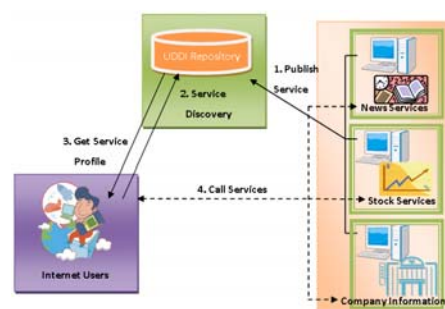 UDDI Repository
1. Publish
Service
2. Service
Discovery
News Services
3. Get Service
Profile
4. Call Services
Stock Services
Internet Users
Company Information